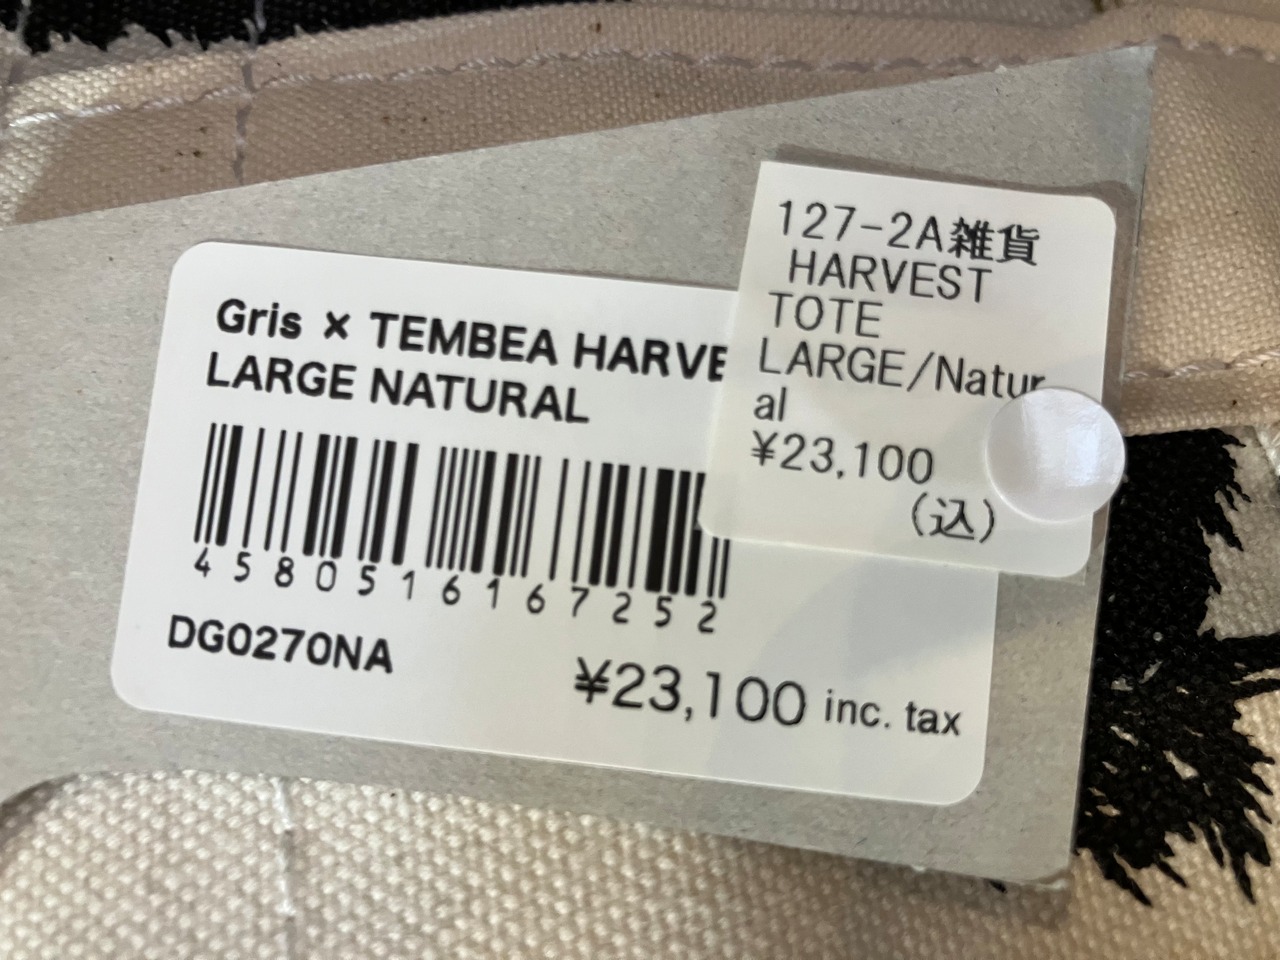 Gris × TEMBEA HARVE
LARGE NATURAL
4580516167252
DG0270NA
¥23,100 inc. tax
127-2A雑貨
HARVEST
TOTE
LARGE/Natur
al
¥23,100
(込)